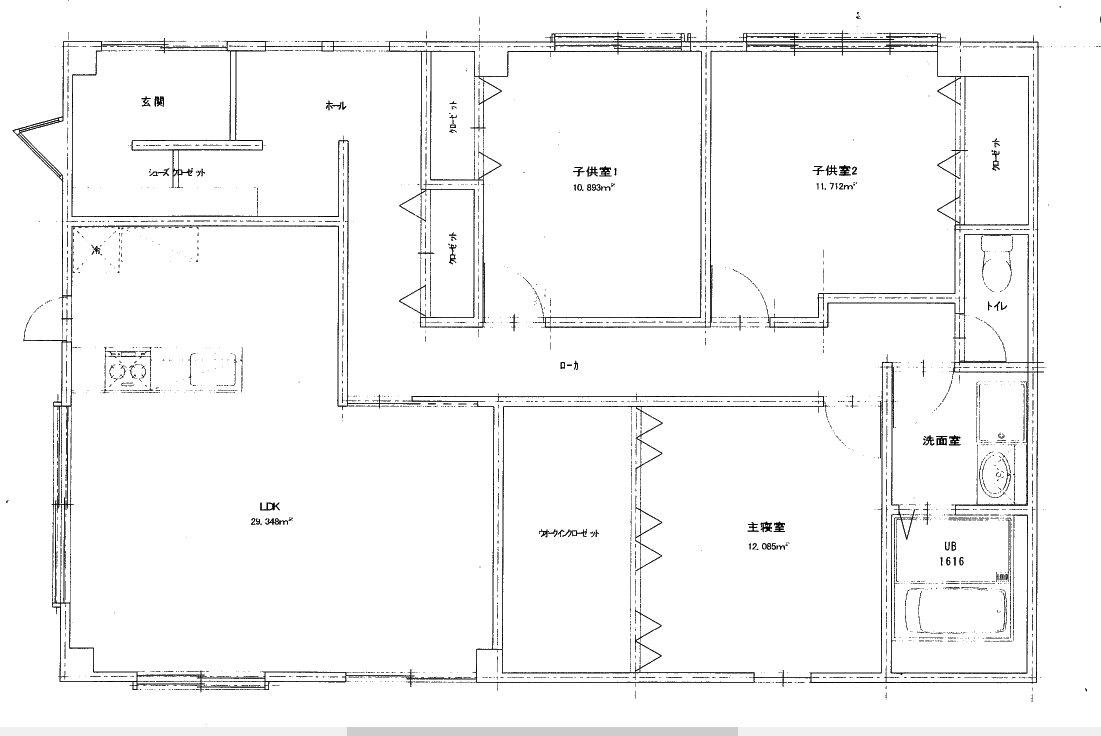 玄関
ホール
クローゼット
シューズクローゼット
子供室1
10.893m²
子供室2
11.712m²
クローゼット
クローゼット
冷
トイレ
ローカ
洗面室
LDK
29.348m²
ウオークインクローゼット
主寝室
12.085m²
UB
1616